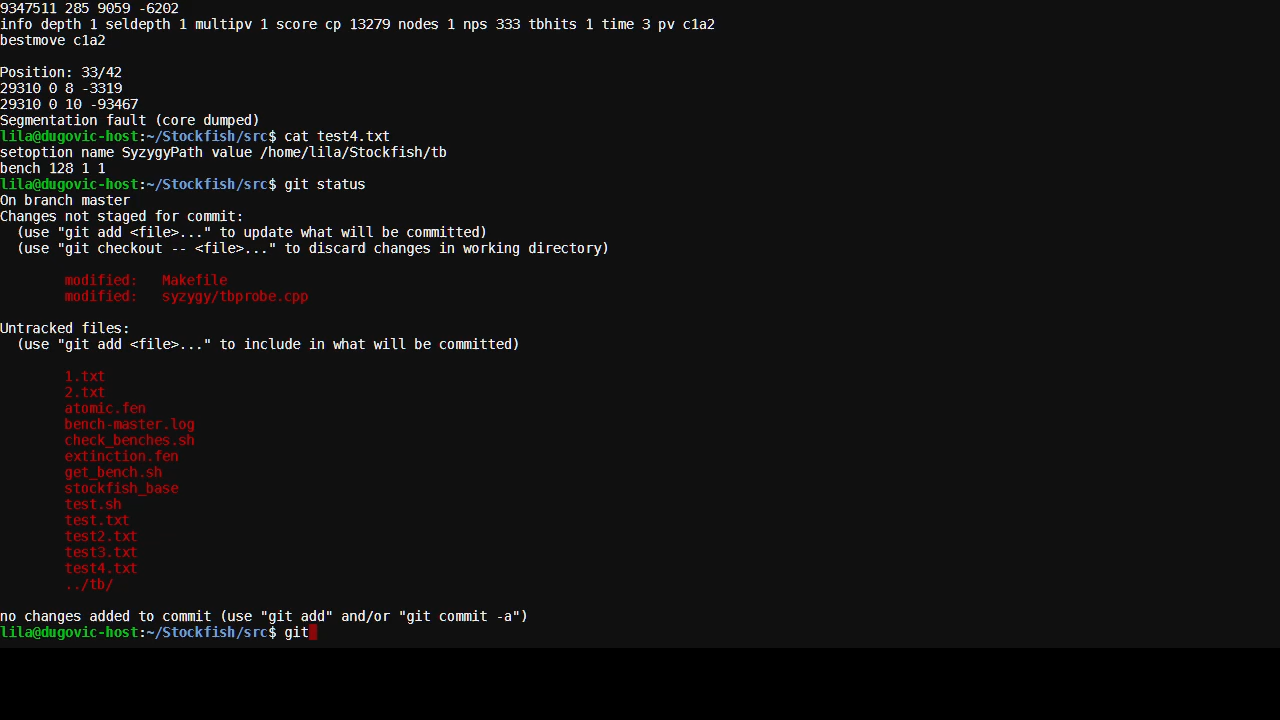 9347511 285 9059 -6202
info depth 1 seldepth 1 multipv 1 score cp 13279 nodes 1 nps 333 tbhits 1 time 3 pv c1a2
bestmove c1a2
Position: 33/42
29310 0 8 -3319
29310 0 10 -93467
Segmentation fault (core dumped)
lila@dugovic-host:~/Stockfish/src$ cat test4.txt
setoption name SyzygyPath value /home/lila/Stockfish/tb
bench 128 1 1
lila@dugovic-host:~/Stockfish/src$ git status
On branch master
Changes not staged for commit:
  (use "git add <file>..." to update what will be committed)
  (use "git checkout -- <file>..." to discard changes in working directory)
        modified:   Makefile
        modified:   syzygy/tbprobe.cpp
Untracked files:
  (use "git add <file>..." to include in what will be committed)
        1.txt
        2.txt
        atomic.fen
        bench-master.log
        check_benches.sh
        extinction.fen
        get_bench.sh
        stockfish_base
        test.sh
        test.txt
        test2.txt
        test3.txt
        test4.txt
        ../tb/
no changes added to commit (use "git add" and/or "git commit -a")
lila@dugovic-host:~/Stockfish/src$ git